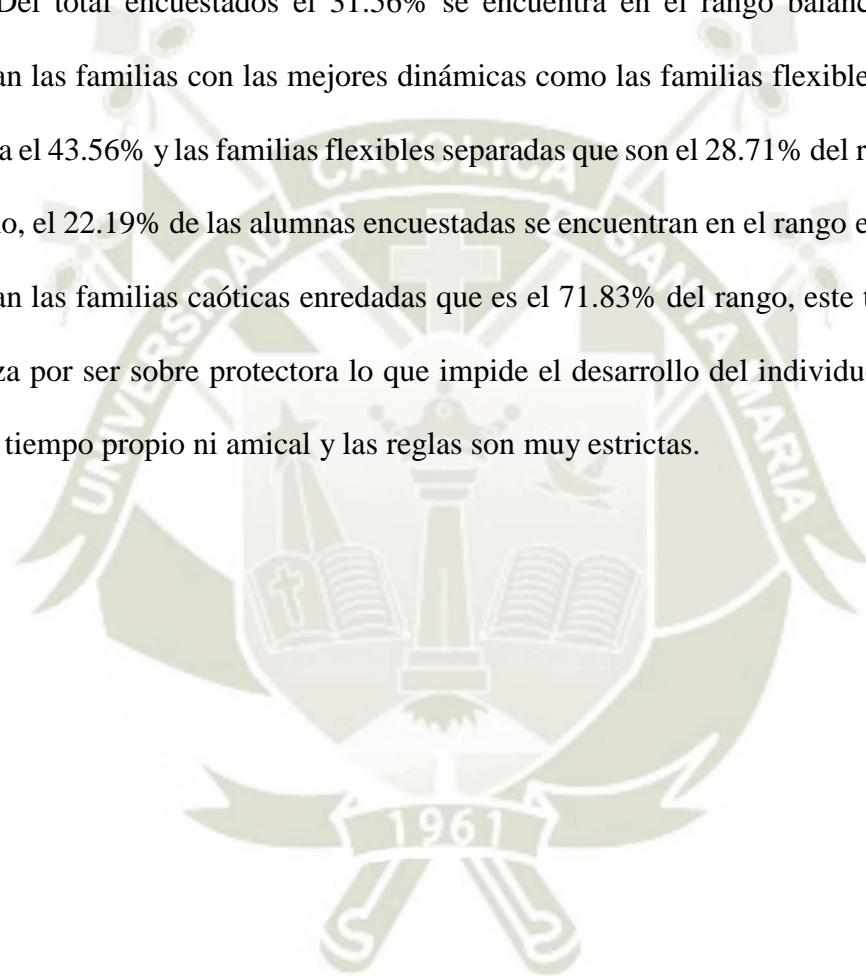 Del total encuestados el 31.56% se encuentra en el rango
an las familias con las mejores dinámicas como las familias
a el 43.56% y las familias flexibles separadas que son el 28.71% del
o, el 22.19% de las alumnas encuestadas se encuentran en el rango
an las familias caóticas enredadas que es el 71.83% del rango, este
za por ser sobre protectora lo que impide el desarrollo del
tiempo propio ni amical y las reglas son muy estrictas.
UNIVERSIDAD CATOLICA SANTA MARIA
1961